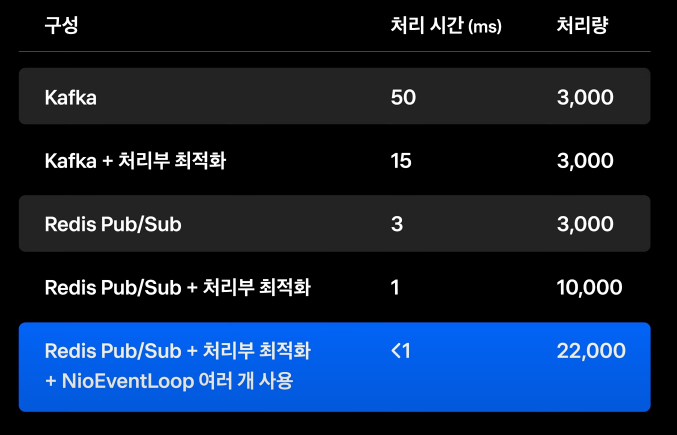 구성 처리 시간 (ms) 처리량
Kafka 50 3,000
Kafka + 처리부 최적화 15 3,000
Redis Pub/Sub 3 3,000
Redis Pub/Sub + 처리부 최적화 1 10,000
Redis Pub/Sub + 처리부 최적화 <1 22,000
+ NioEventLoop 여러 개 사용